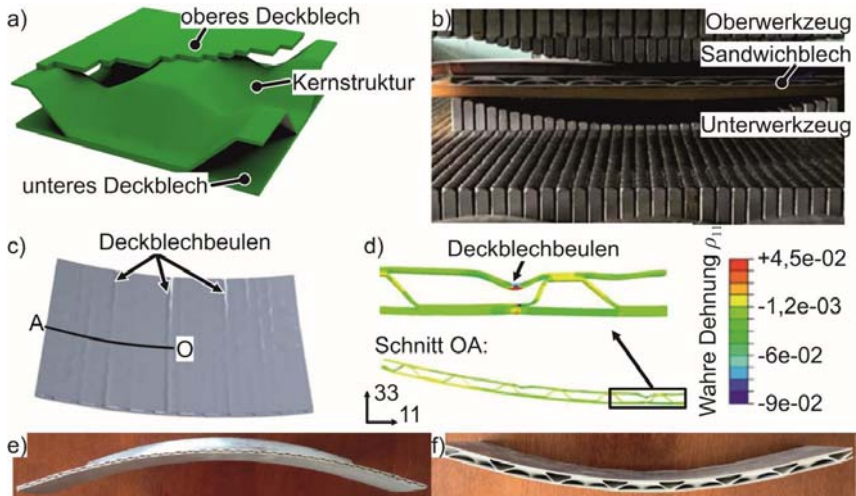 a)
oberes Deckblech
Kernstruktur
unteres Deckblech
b)
Oberwerkzeug
Sandwichblech
Unterwerkzeug
c)
Deckblechbeulen
A
O
d)
Deckblechbeulen
Schnitt OA:
33
11
Wahre Dehnung ρ11
+4,5e-02
-1,2e-03
-6e-02
-9e-02
e)
f)